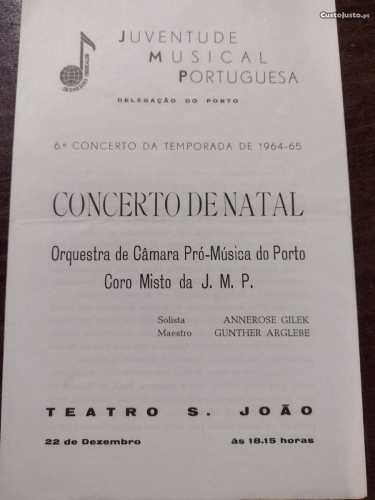 CustoJusto.pt
JUVENTUDE
MUSICAL
PORTUGUESA
DELEGAÇÃO DO PORTO
6.º CONCERTO DA TEMPORADA DE 1964-65
CONCERTO DE NATAL
Orquestra de Câmara Pró-Música do Porto
Coro Misto da J. M. P.
Solista ANNEROSE GILEK
Maestro GUNTHER ARGLEBE
TEATRO S. JOÃO
22 de Dezembro às 18.15 horas